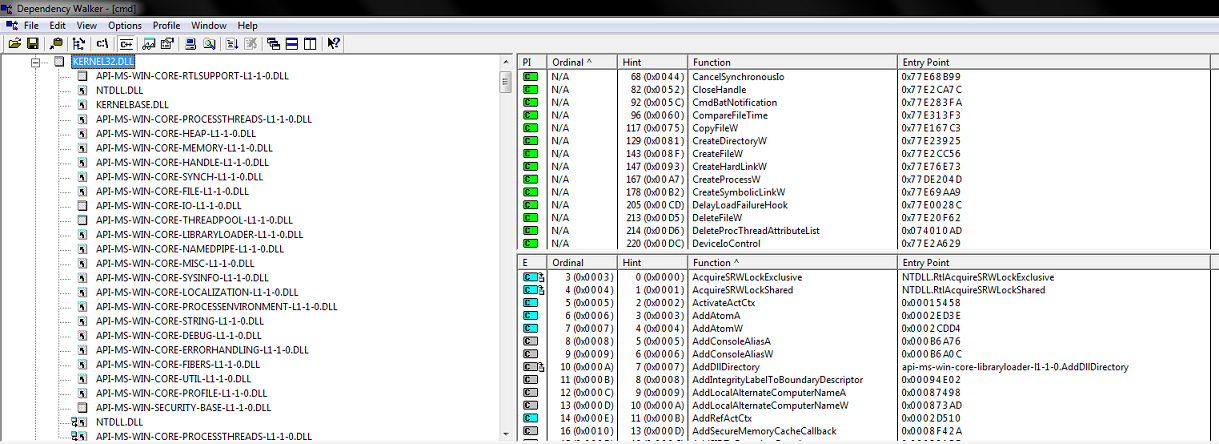 Dependency Walker - [cmd]
File Edit View Options Profile Window Help
C:\ C++
KERNEL32.DLL
API-MS-WIN-CORE-RTLSUPPORT-L1-1-0.DLL
NTDLL.DLL
KERNELBASE.DLL
API-MS-WIN-CORE-PROCESSTHREADS-L1-1-0.DLL
API-MS-WIN-CORE-HEAP-L1-1-0.DLL
API-MS-WIN-CORE-MEMORY-L1-1-0.DLL
API-MS-WIN-CORE-HANDLE-L1-1-0.DLL
API-MS-WIN-CORE-SYNCH-L1-1-0.DLL
API-MS-WIN-CORE-FILE-L1-1-0.DLL
API-MS-WIN-CORE-IO-L1-1-0.DLL
API-MS-WIN-CORE-THREADPOOL-L1-1-0.DLL
API-MS-WIN-CORE-LIBRARYLOADER-L1-1-0.DLL
API-MS-WIN-CORE-NAMEDPIPE-L1-1-0.DLL
API-MS-WIN-CORE-MISC-L1-1-0.DLL
API-MS-WIN-CORE-SYSINFO-L1-1-0.DLL
API-MS-WIN-CORE-LOCALIZATION-L1-1-0.DLL
API-MS-WIN-CORE-PROCESSENVIRONMENT-L1-1-0.DLL
API-MS-WIN-CORE-STRING-L1-1-0.DLL
API-MS-WIN-CORE-DEBUG-L1-1-0.DLL
API-MS-WIN-CORE-ERRORHANDLING-L1-1-0.DLL
API-MS-WIN-CORE-FIBERS-L1-1-0.DLL
API-MS-WIN-CORE-UTIL-L1-1-0.DLL
API-MS-WIN-CORE-PROFILE-L1-1-0.DLL
API-MS-WIN-SECURITY-BASE-L1-1-0.DLL
NTDLL.DLL
API-MS-WIN-CORE-PROCESSTHREADS-L1-1-0.DLL
PI Ordinal ^ Hint Function Entry Point
C N/A 68 (0x0044) CancelSynchronousIo 0x77E68B99
C N/A 82 (0x0052) CloseHandle 0x77E2CA7C
C N/A 92 (0x005C) CmdBatNotification 0x77E283FA
C N/A 96 (0x0060) CompareFileTime 0x77E313F3
C N/A 117 (0x0075) CopyFileW 0x77E167C3
C N/A 129 (0x0081) CreateDirectoryW 0x77E23925
C N/A 143 (0x008F) CreateFileW 0x77E2CC56
C N/A 147 (0x0093) CreateHardLinkW 0x77E76E73
C N/A 167 (0x00A7) CreateProcessW 0x77DE204D
C N/A 178 (0x00B2) CreateSymbolicLinkW 0x77E69AA9
C N/A 205 (0x00CD) DelayLoadFailureHook 0x77E0028C
C N/A 213 (0x00D5) DeleteFileW 0x77E20F62
C N/A 214 (0x00D6) DeleteProcThreadAttributeList 0x074010AD
C N/A 220 (0x00DC) DeviceIoControl 0x77E2A629
E Ordinal Hint Function ^ Entry Point
C 3 (0x0003) 0 (0x0000) AcquireSRWLockExclusive NTDLL.RtlAcquireSRWLockExclusive
C 4 (0x0004) 1 (0x0001) AcquireSRWLockShared NTDLL.RtlAcquireSRWLockShared
C 5 (0x0005) 2 (0x0002) ActivateActCtx 0x00015458
C 6 (0x0006) 3 (0x0003) AddAtomA 0x0002ED3E
C 7 (0x0007) 4 (0x0004) AddAtomW 0x0002CDD4
C 8 (0x0008) 5 (0x0005) AddConsoleAliasA 0x000B6A76
C 9 (0x0009) 6 (0x0006) AddConsoleAliasW 0x000B6A0C
C 10 (0x000A) 7 (0x0007) AddDllDirectory api-ms-win-core-libraryloader-l1-1-0.AddDllDirectory
C 11 (0x000B) 8 (0x0008) AddIntegrityLabelToBoundaryDescriptor 0x00094E02
C 12 (0x000C) 9 (0x0009) AddLocalAlternateComputerNameA 0x00087498
C 13 (0x000D) 10 (0x000A) AddLocalAlternateComputerNameW 0x000873AD
C 14 (0x000E) 11 (0x000B) AddRefActCtx 0x0002D510
C 16 (0x0010) 13 (0x000D) AddSecureMemoryCacheCallback 0x0008F42A